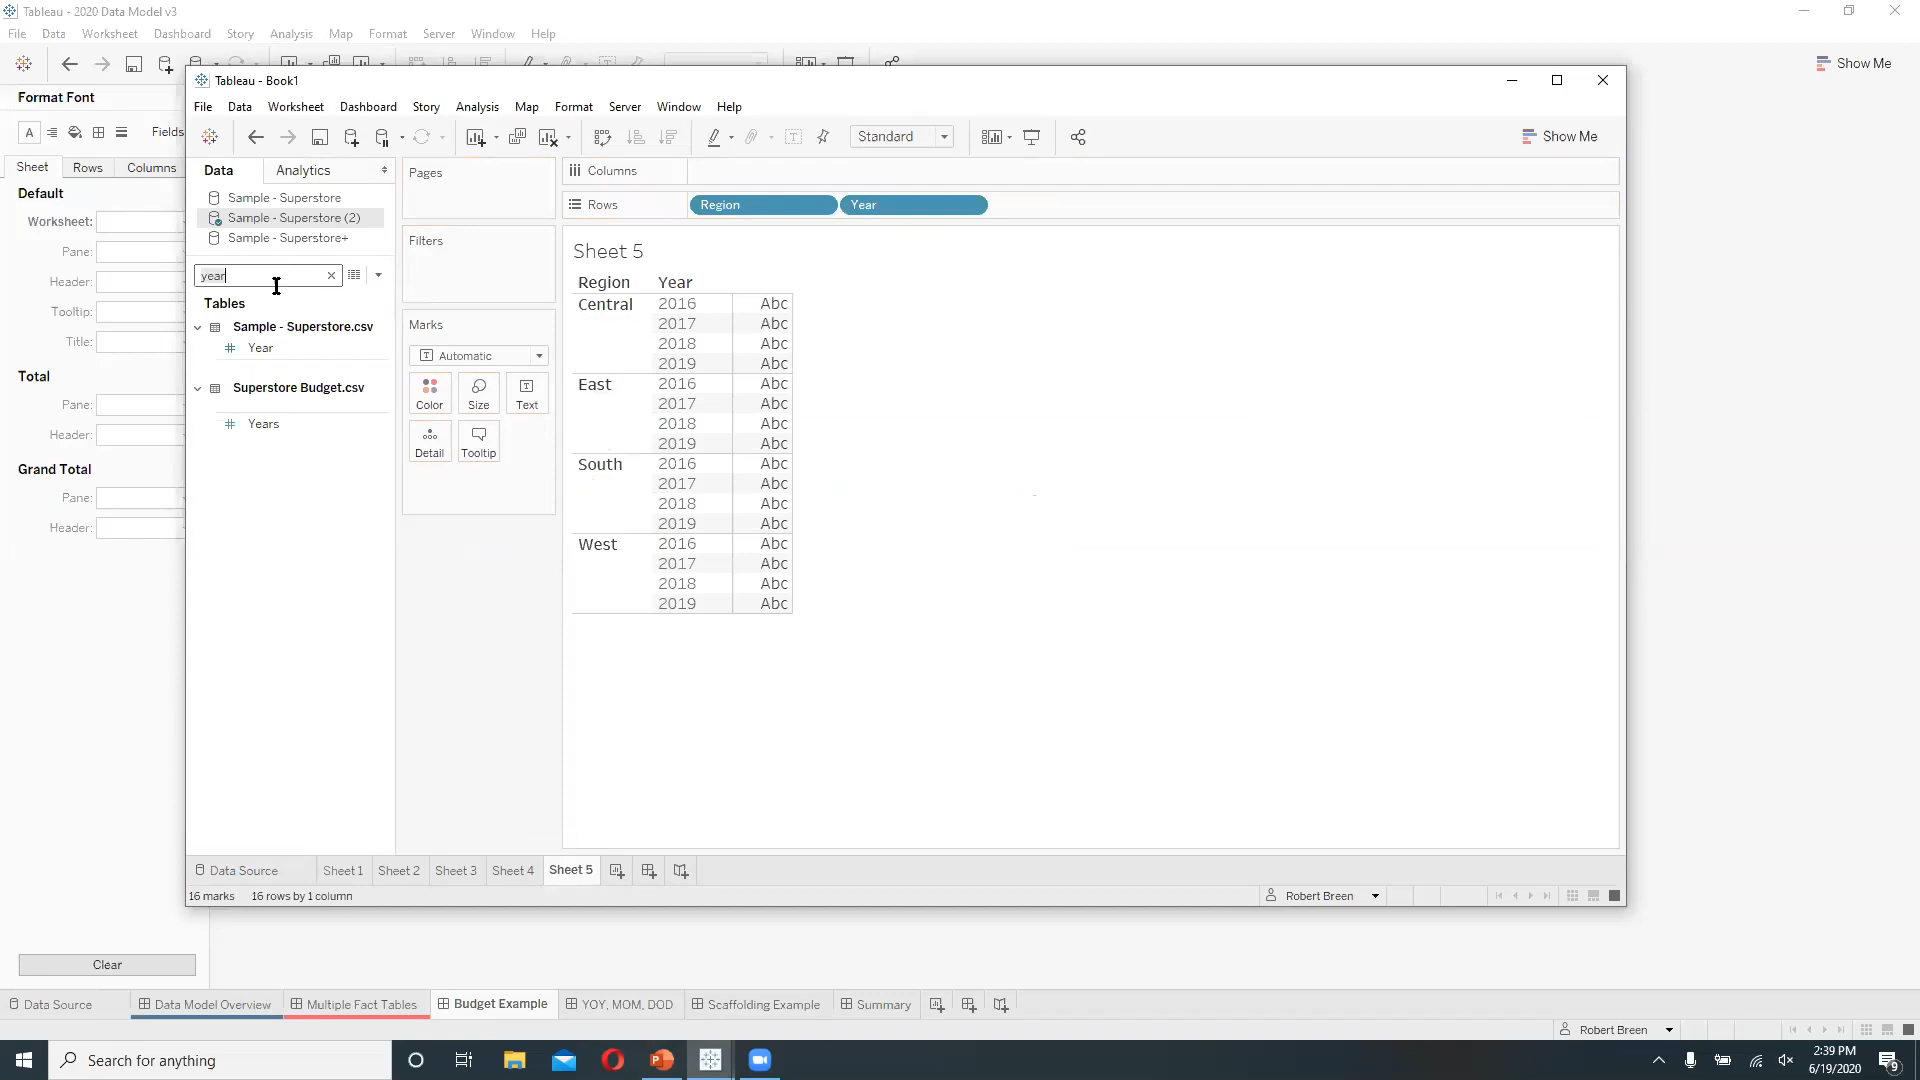 Tableau - 2020 Data Model v3
File Data Worksheet Dashboard Story Analysis Map Format Server Window Help
Show Me
Format Font
Fields
Sheet Rows Columns
Default
Worksheet:
Pane:
Header:
Tooltip:
Title:
Total
Pane:
Header:
Grand Total
Pane:
Header:
Clear
Tableau - Book1
File Data Worksheet Dashboard Story Analysis Map Format Server Window Help
Standard
Show Me
Data Analytics
Sample - Superstore
Sample - Superstore (2)
Sample - Superstore+
year
Tables
Sample - Superstore.csv
Year
Superstore Budget.csv
Years
Pages
Filters
Marks
Automatic
Color Size Text
Detail Tooltip
Columns
Rows Region Year
Sheet 5
Region Year
Central 2016 Abc
2017 Abc
2018 Abc
2019 Abc
East 2016 Abc
2017 Abc
2018 Abc
2019 Abc
South 2016 Abc
2017 Abc
2018 Abc
2019 Abc
West 2016 Abc
2017 Abc
2018 Abc
2019 Abc
Data Source Sheet 1 Sheet 2 Sheet 3 Sheet 4 Sheet 5
16 marks 16 rows by 1 column
Robert Breen
Data Source Data Model Overview Multiple Fact Tables Budget Example YOY, MOM, DOD Scaffolding Example Summary
Robert Breen
Search for anything
2:39 PM
6/19/2020
9